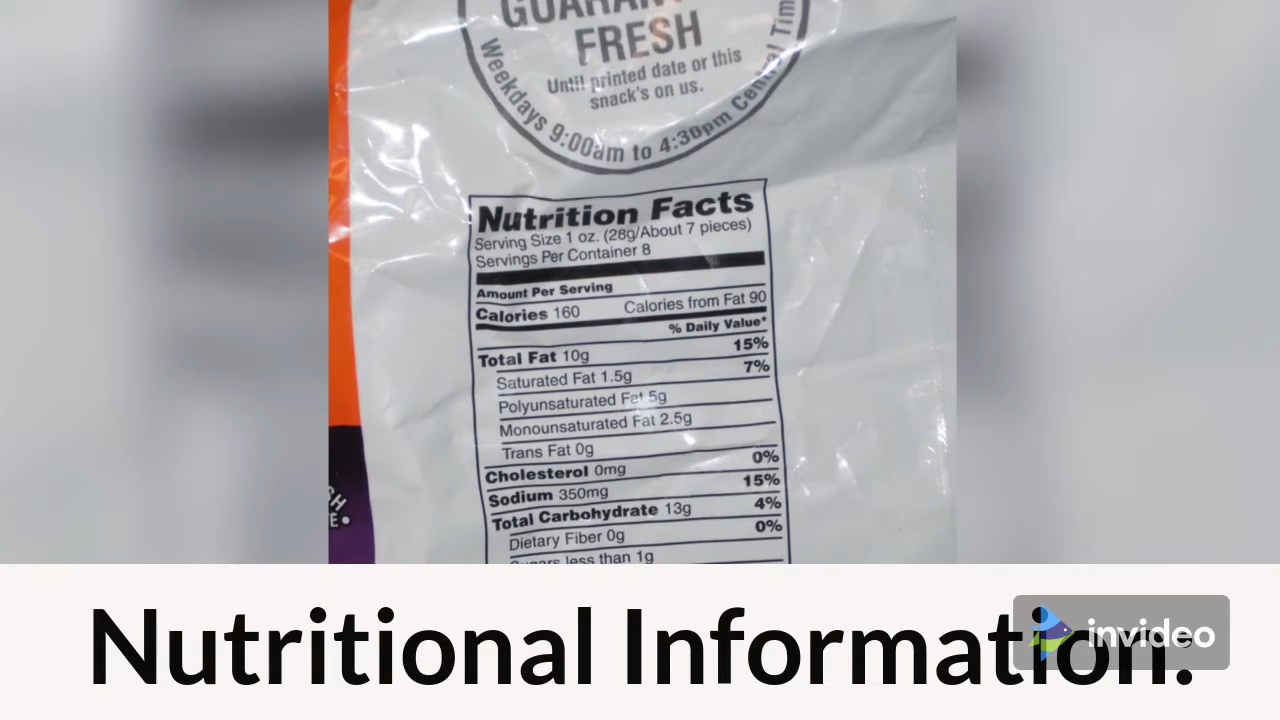 FRESH
Until printed date or this
snack's on us.
Weekdays 9:00am to 4:30pm Central
Nutrition Facts
Serving Size 1 oz. (28g/About 7 pieces)
Servings Per Container 8
Amount Per Serving
Calories 160 Calories from Fat 90
% Daily Value*
Total Fat 10g 15%
Saturated Fat 1.5g 7%
Polyunsaturated Fat 5g
Monounsaturated Fat 2.5g
Trans Fat 0g
Cholesterol 0mg 0%
Sodium 350mg 15%
Total Carbohydrate 13g 4%
Dietary Fiber 0g 0%
Sugars less than 1g
Nutritional Information:
invideo